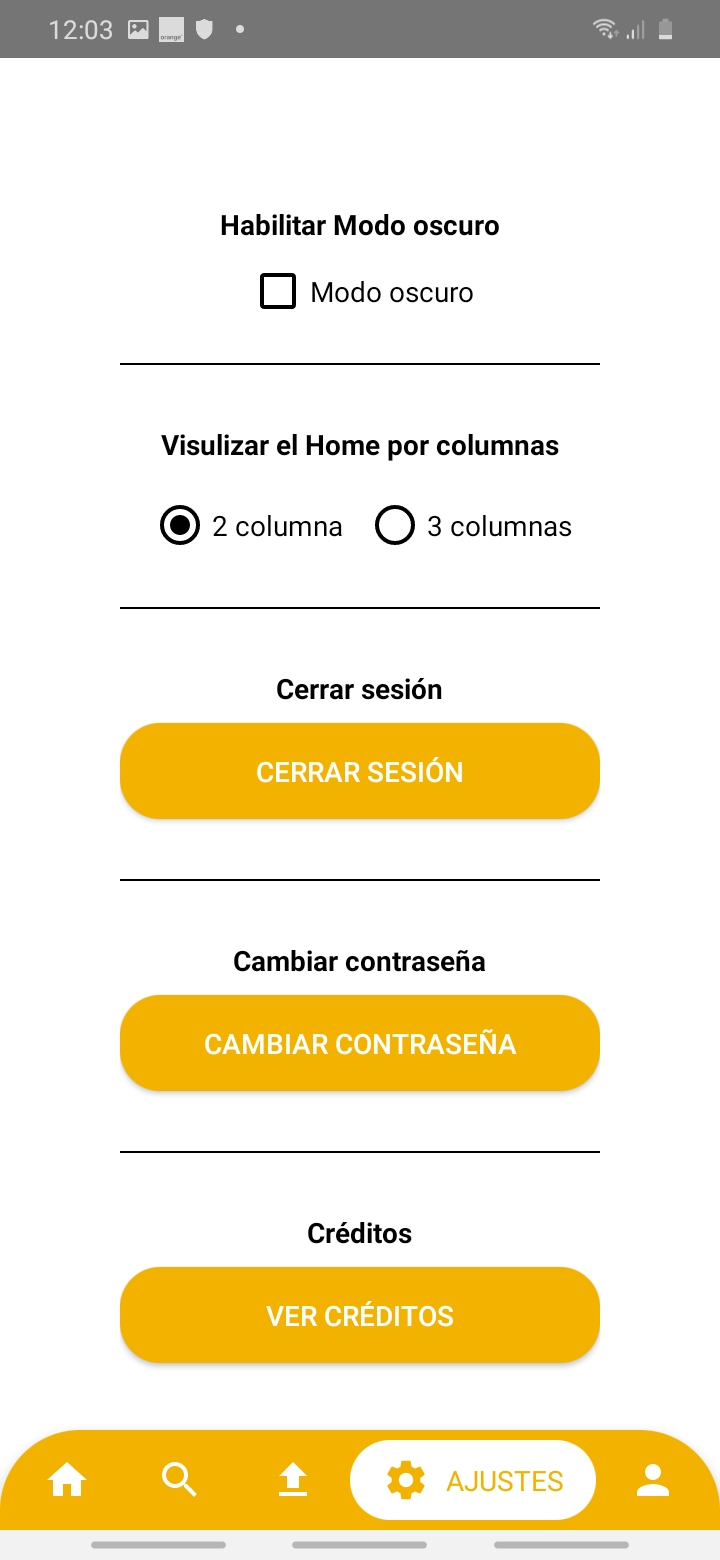 12:03
orange
Habilitar Modo oscuro
Modo oscuro
Visulizar el Home por columnas
2 columna 3 columnas
Cerrar sesión
CERRAR SESIÓN
Cambiar contraseña
CAMBIAR CONTRASEÑA
Créditos
VER CRÉDITOS
AJUSTES